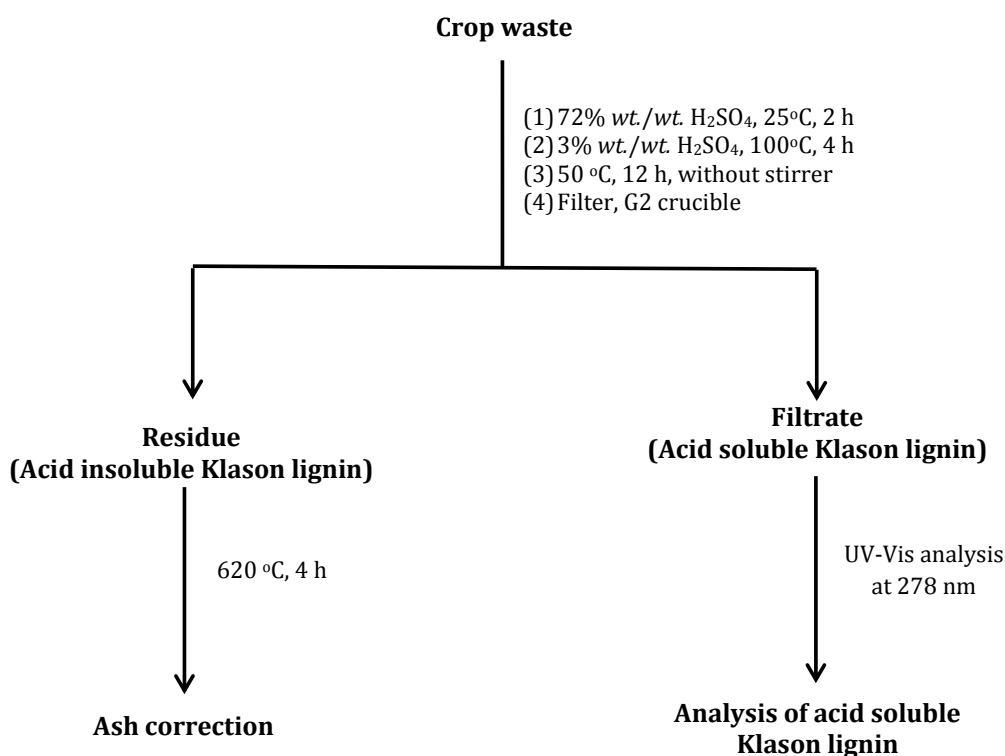 Crop waste
(1) 72% wt./wt. H₂SO₄, 25°C, 2 h
(2) 3% wt./wt. H₂SO₄, 100°C, 4 h
(3) 50 °C, 12 h, without stirrer
(4) Filter, G2 crucible
Residue
(Acid insoluble Klason lignin)
Filtrate
(Acid soluble Klason lignin)
620 °C, 4 h
UV-Vis analysis
at 278 nm
Ash correction
Analysis of acid soluble
Klason lignin